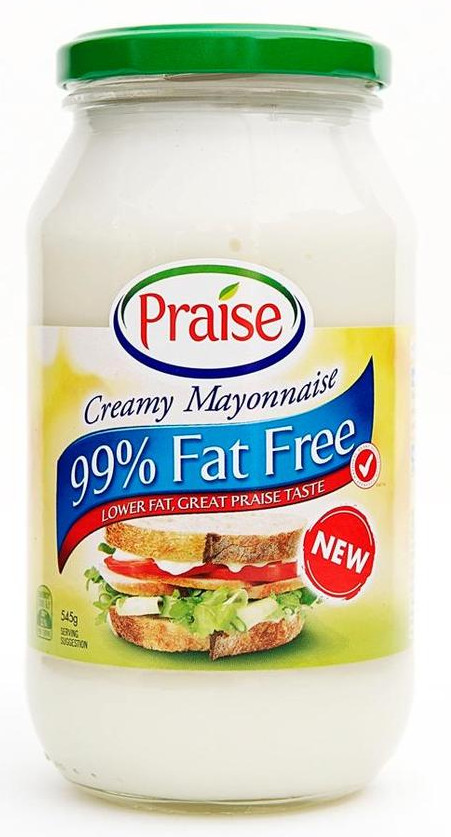 Praise
Creamy Mayonnaise
99% Fat Free
LOWER FAT, GREAT PRAISE TASTE
NEW
545g
SERVING
SUGGESTION